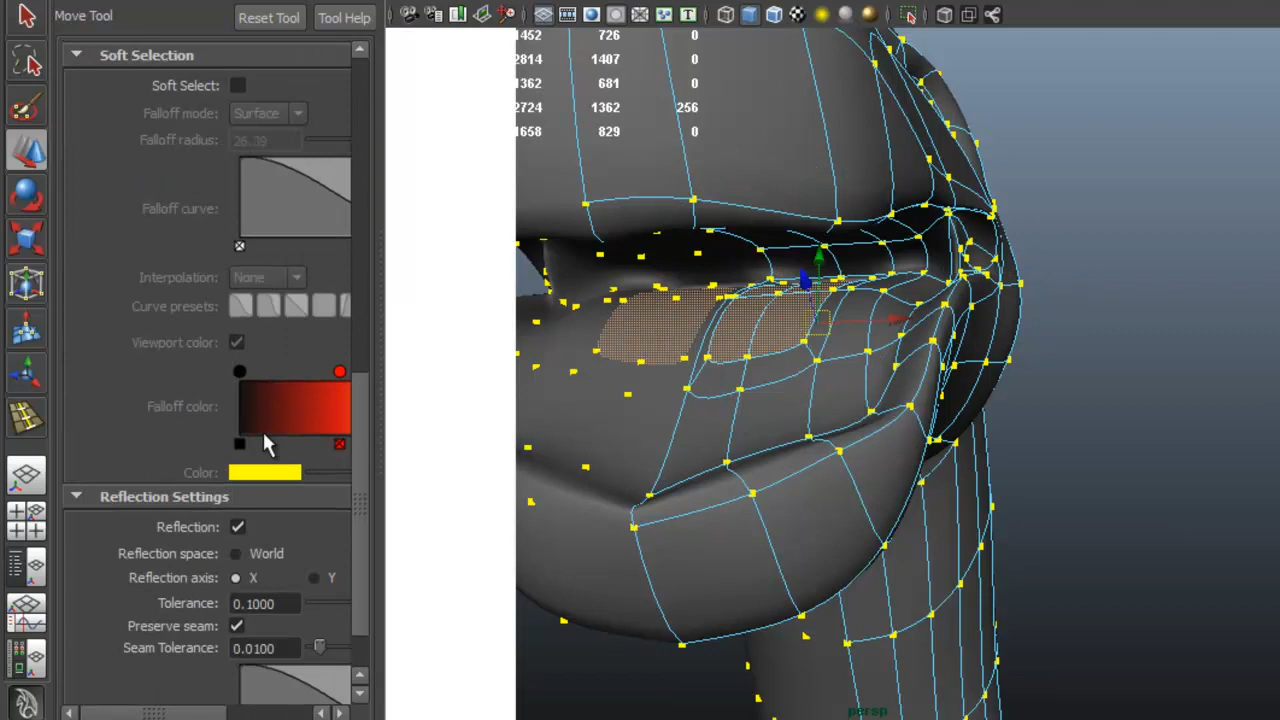 Move Tool
Reset Tool
Tool Help
Soft Selection
Soft Select:
Falloff mode: Surface
Falloff radius: 26.39
Falloff curve:
Interpolation: None
Curve presets:
Viewport color:
Falloff color:
Color:
Reflection Settings
Reflection:
Reflection space: World
Reflection axis: X Y
Tolerance: 0.1000
Preserve seam:
Seam Tolerance: 0.0100
T
1452 726 0
2814 1407 0
1362 681 0
2724 1362 256
1658 829 0
persp